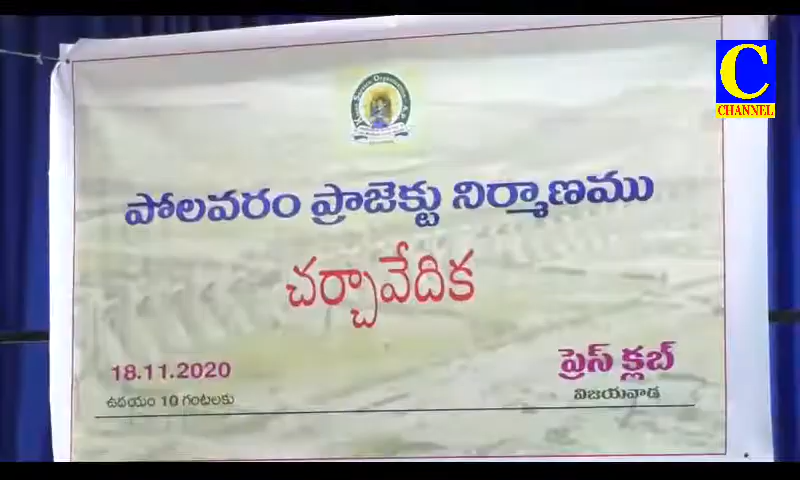 C
CHANNEL
పోలవరం ప్రాజెక్టు నిర్మాణము
చర్చావేదిక
18.11.2020
ఉదయం 10 గంటలకు
ప్రెస్ క్లబ్
విజయవాడ